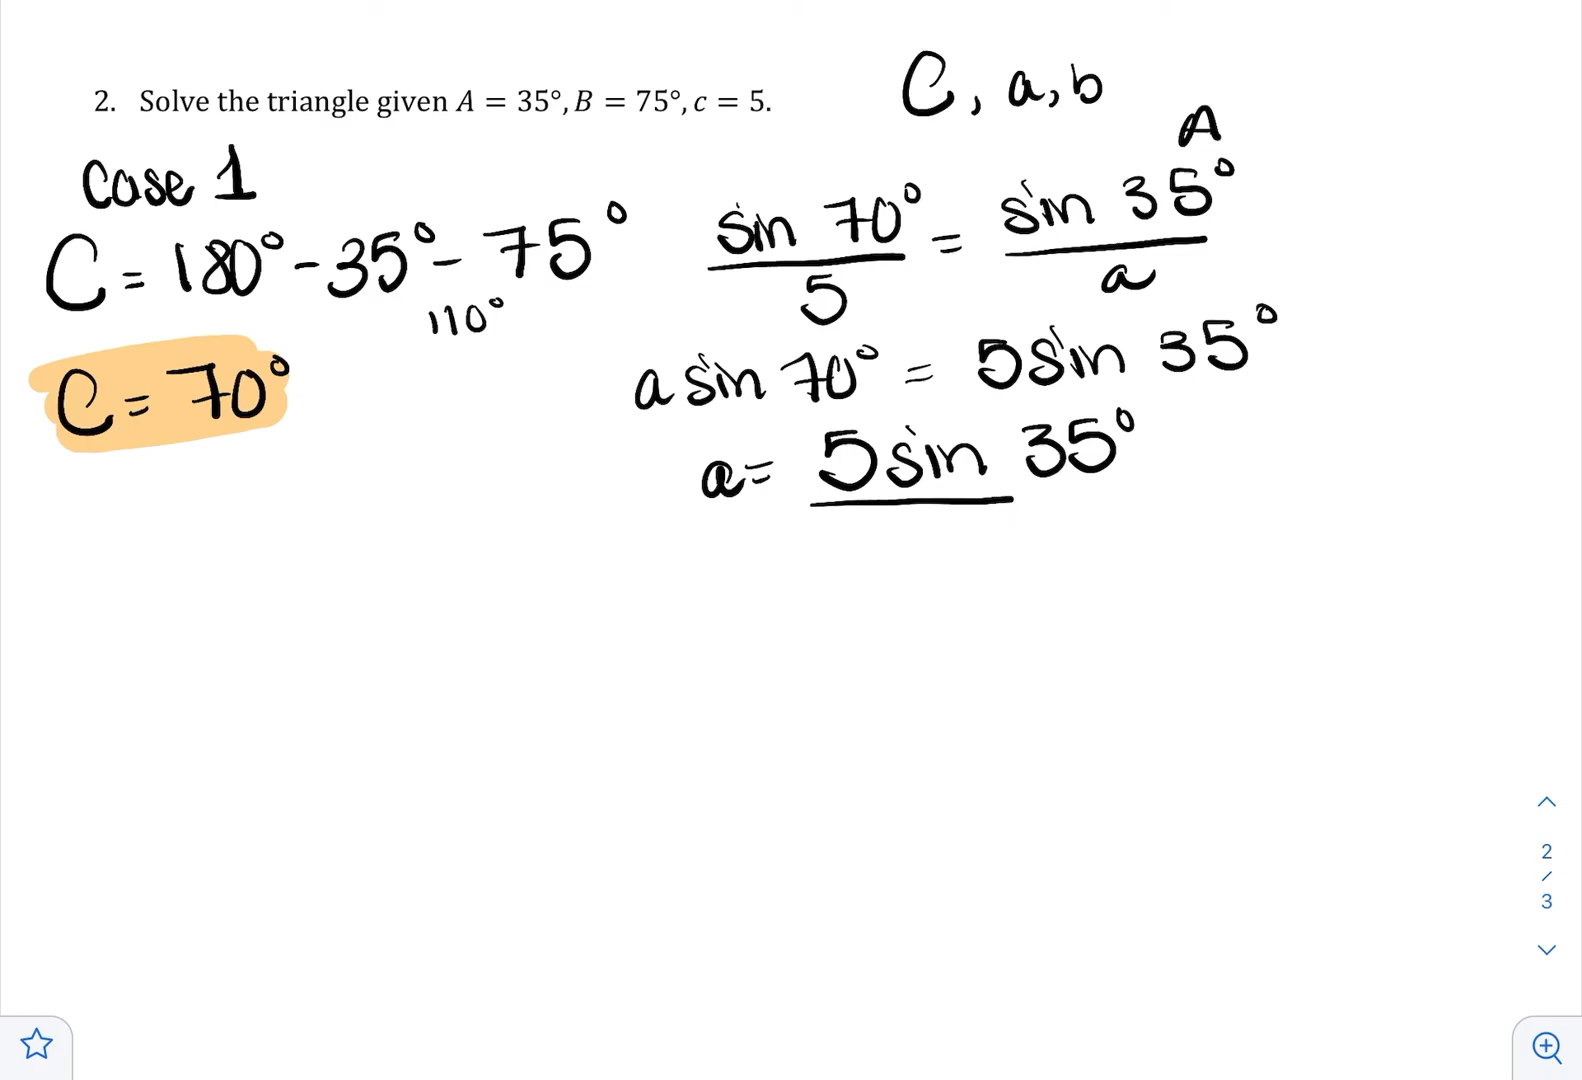 2. Solve the triangle given A = 35°, B = 75°, c = 5.
C, a, b
Case 1
C = 180° - 35° - 75°
110°
C = 70°
A
sin 70° = sin 35°
5 a
a sin 70° = 5 sin 35°
a = 5 sin 35°
2
/
3